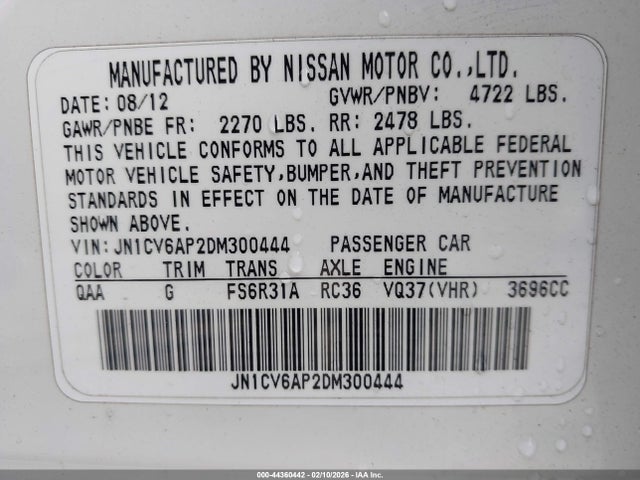 MANUFACTURED BY NISSAN MOTOR CO.,LTD.
DATE: 08/12 GVWR/PNBV: 4722 LBS.
GAWR/PNBE FR: 2270 LBS. RR: 2478 LBS.
THIS VEHICLE CONFORMS TO ALL APPLICABLE FEDERAL
MOTOR VEHICLE SAFETY,BUMPER,AND THEFT PREVENTION
STANDARDS IN EFFECT ON THE DATE OF MANUFACTURE
SHOWN ABOVE.
VIN: JN1CV6AP2DM300444 PASSENGER CAR
COLOR TRIM TRANS AXLE ENGINE
QAA G FS6R31A RC36 VQ37(VHR) 3696CC
JN1CV6AP2DM300444
000-44360442 - 02/10/2026 - IAAI.com